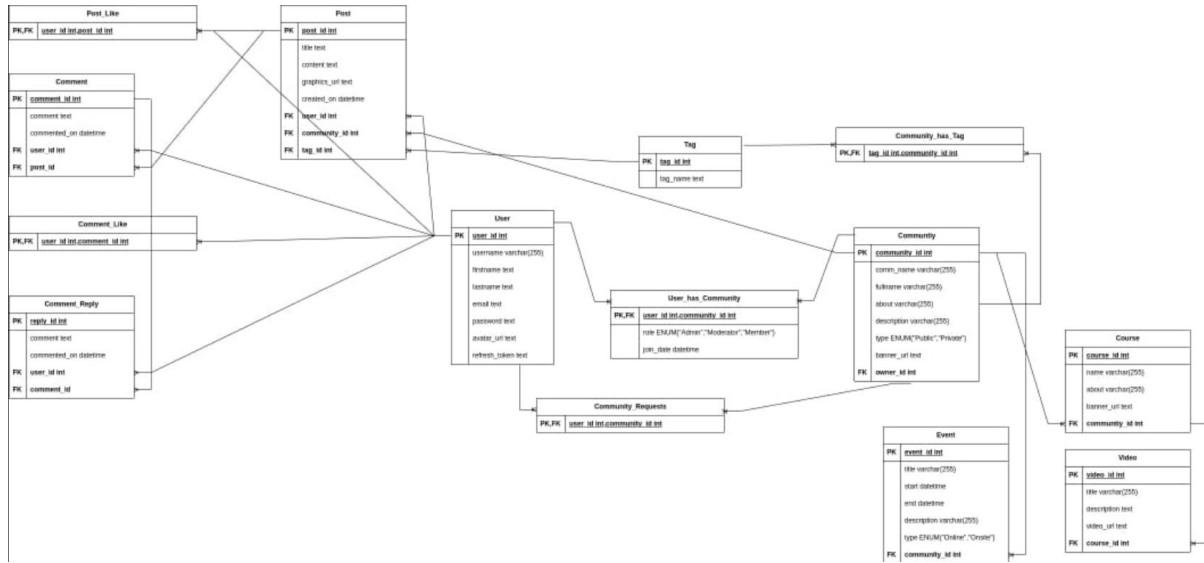 Post_Like
PK,FK user_id int,post_id int
Post
PK post_id int
title text
content text
graphics_url text
created_on datetime
FK user_id int
FK community_id int
FK tag_id int
Comment
PK comment_id int
comment text
commented_on datetime
FK user_id int
FK post_id
Tag
PK tag_id int
tag_name text
Community_has_Tag
PK,FK tag_id int,community_id int
Comment_Like
PK,FK user_id int,comment_id int
User
PK user_id int
username varchar(255)
firstname text
lastname text
email text
password text
avatar_url text
refresh_token text
Communtiy
PK community_id int
comm_name varchar(255)
fullname varchar(255)
about varchar(255)
description varchar(255)
type ENUM("Public","Private")
banner_url text
FK owner_id int
User_has_Community
PK,FK user_id int,community_id int
role ENUM("Admin","Moderator","Member")
join_date datetime
Comment_Reply
PK reply_id int
comment text
commented_on datetime
FK user_id int
FK comment_id
Community_Requests
PK,FK user_id int,community_id int
Course
PK course_id int
name varchar(255)
about varchar(255)
banner_url text
FK community_id int
Event
PK event_id int
title varchar(255)
start datetime
end datetime
description varchar(255)
type ENUM("Online","Onsite")
FK community_id int
Video
PK video_id int
title varchar(255)
description text
video_url text
FK course_id int